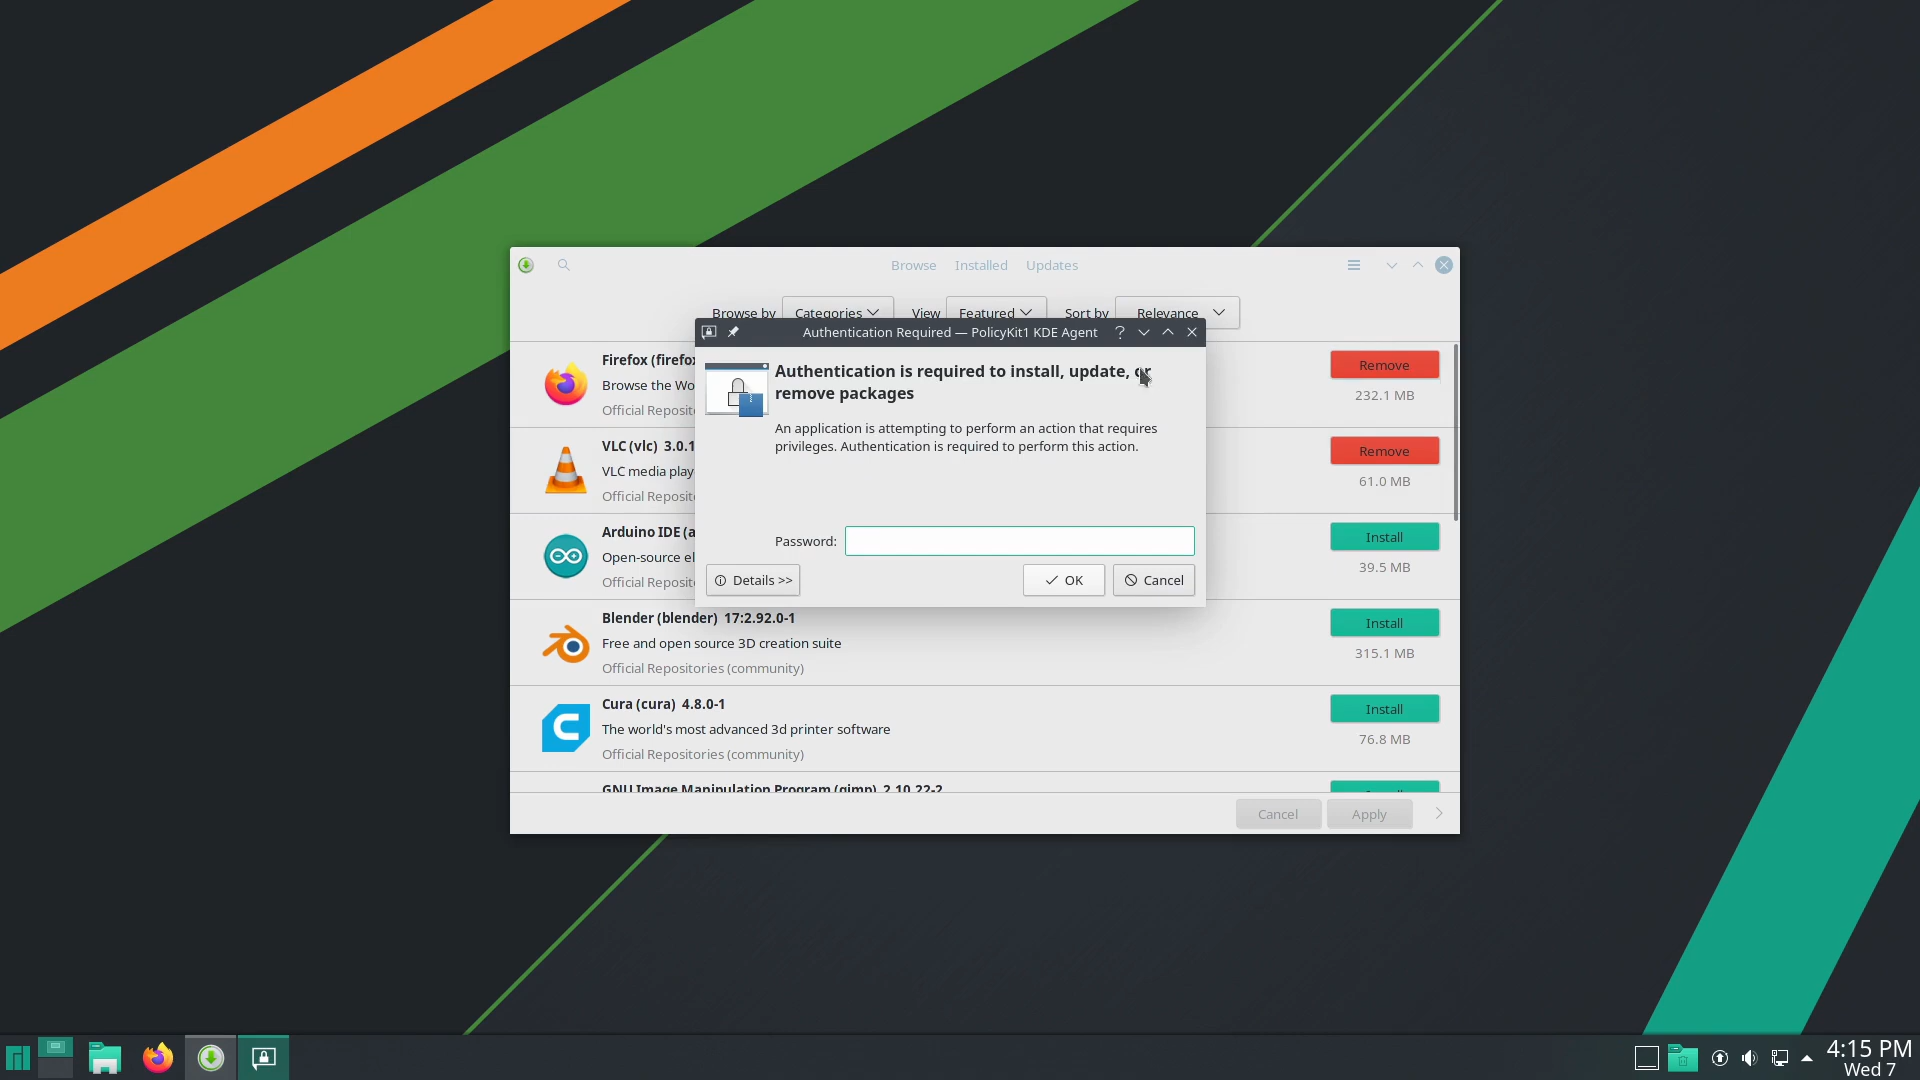 Browse Installed Updates
Browse by Categories View Featured Sort by Relevance
Authentication Required — PolicyKit1 KDE Agent
Authentication is required to install, update, or
remove packages
An application is attempting to perform an action that requires
privileges. Authentication is required to perform this action.
Password:
Details >>
OK
Cancel
Firefox (firefox
Browse the Wo
Official Reposit
Remove
232.1 MB
VLC (vlc) 3.0.1
VLC media play
Official Reposit
Remove
61.0 MB
Arduino IDE (a
Open-source el
Official Reposit
Install
39.5 MB
Blender (blender) 17:2.92.0-1
Free and open source 3D creation suite
Official Repositories (community)
Install
315.1 MB
Cura (cura) 4.8.0-1
The world's most advanced 3d printer software
Official Repositories (community)
Install
76.8 MB
GNU Image Manipulation Program (gimp) 2.10.22-2
Cancel Apply
4:15 PM
Wed 7